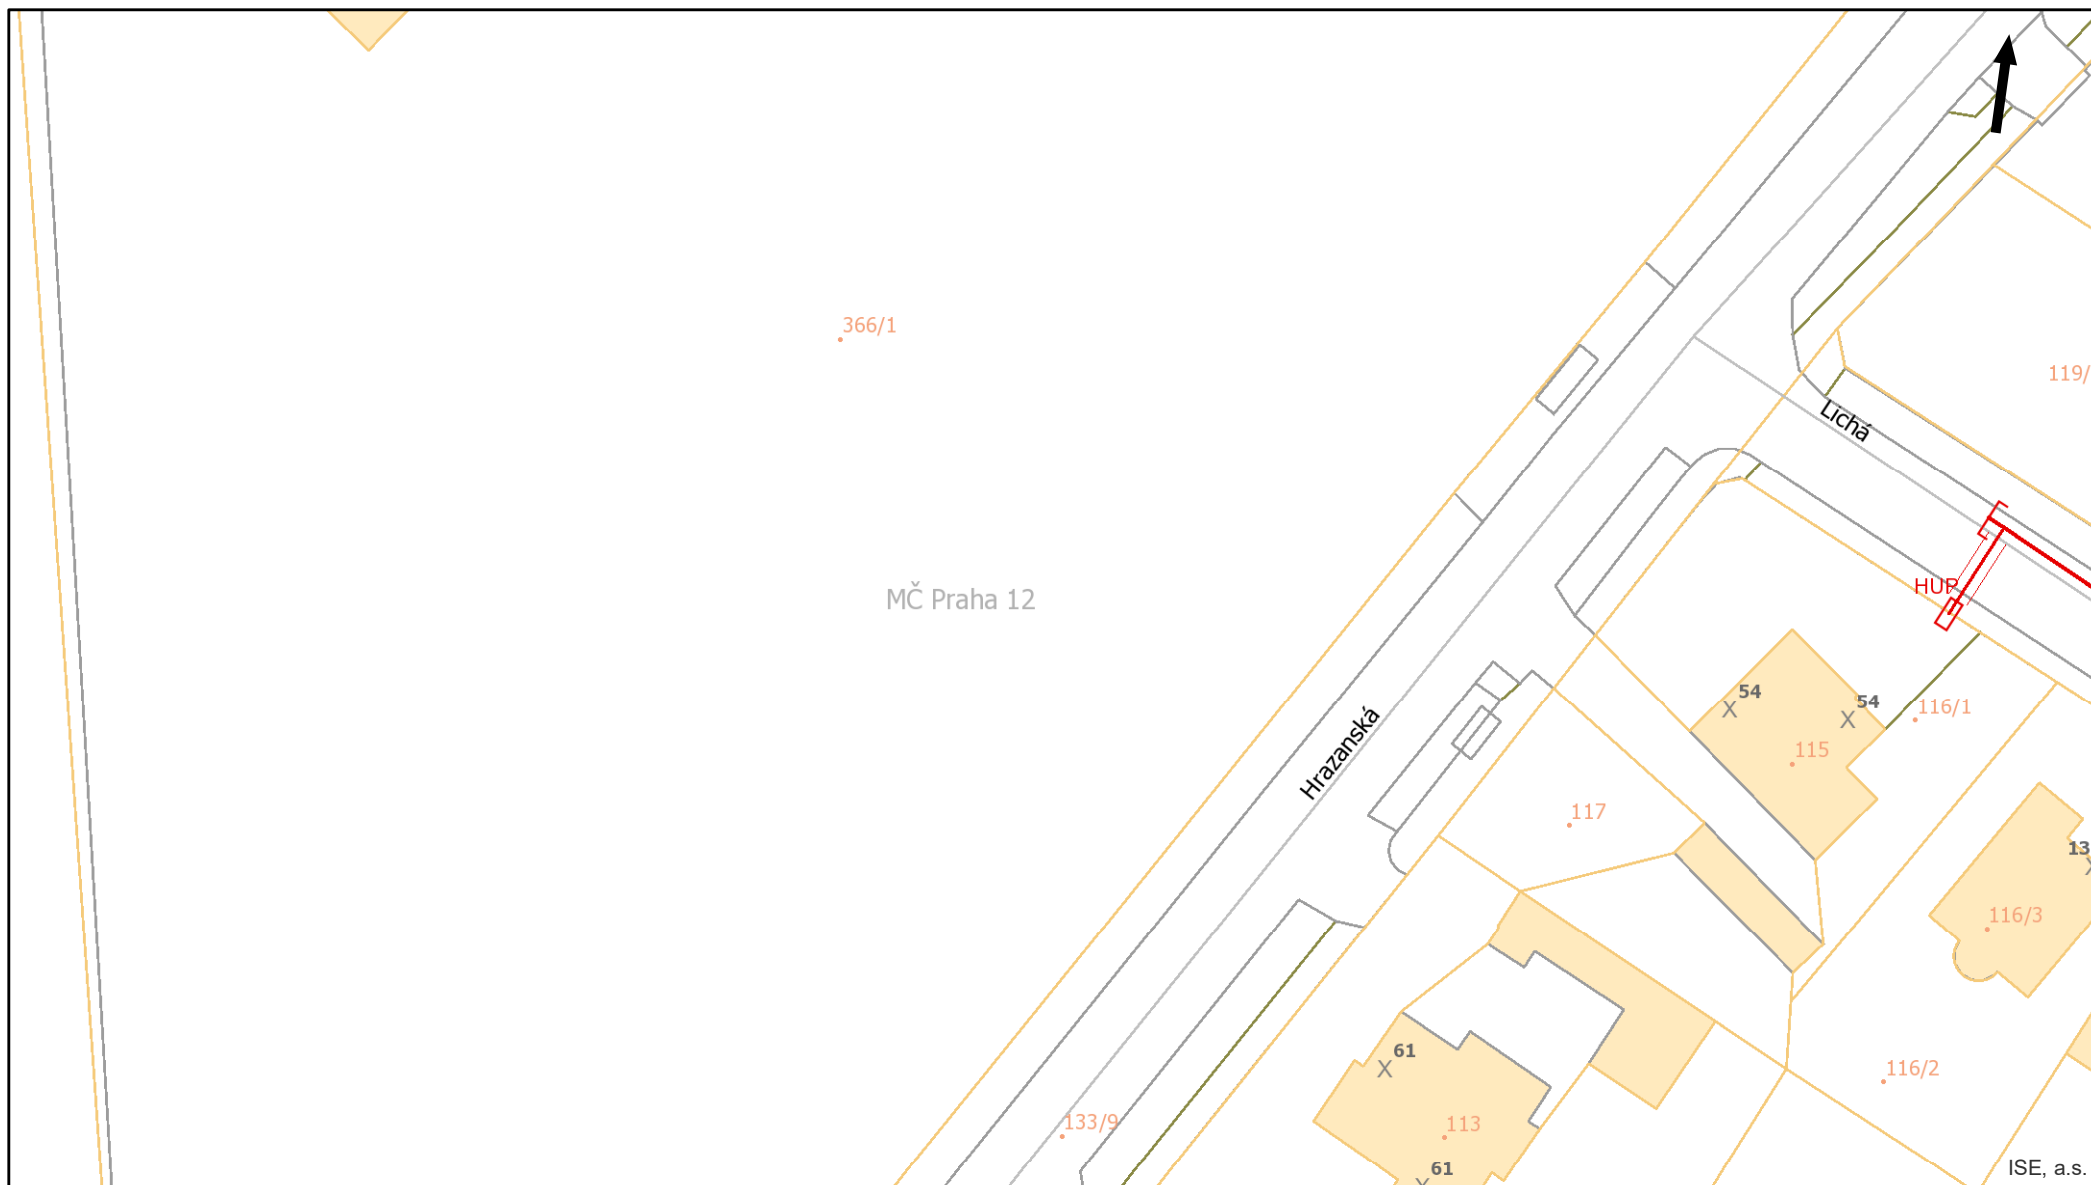 366/1
119/
Lichá
HUP
MČ Praha 12
54
54
116/1
Hrazanská
115
117
13
116/3
61
116/2
133/9
113
61
ISE, a.s.